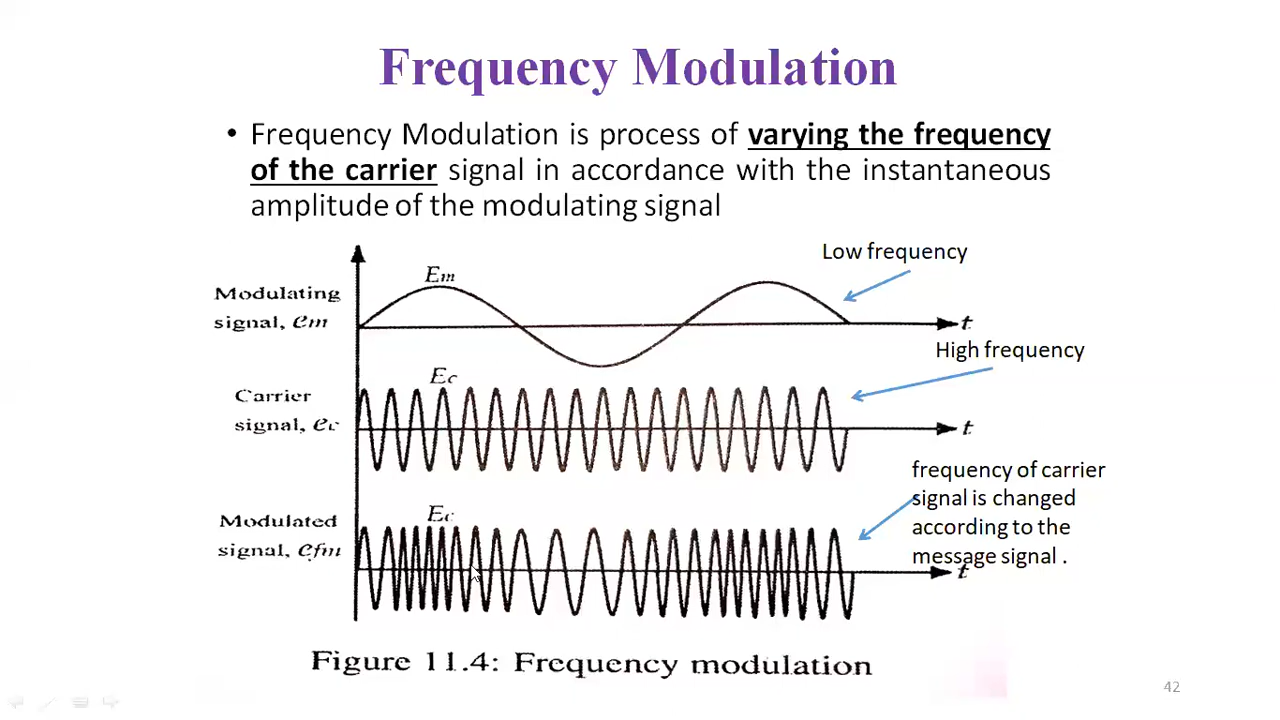 Frequency Modulation
• Frequency Modulation is process of varying the frequency
of the carrier signal in accordance with the instantaneous
amplitude of the modulating signal
Low frequency
Em
Modulating
signal, em
t
High frequency
Ec
Carrier
signal, ec
t
frequency of carrier
signal is changed
according to the
message signal .
Ec
Modulated
signal, efm
t
Figure 11.4: Frequency modulation
42